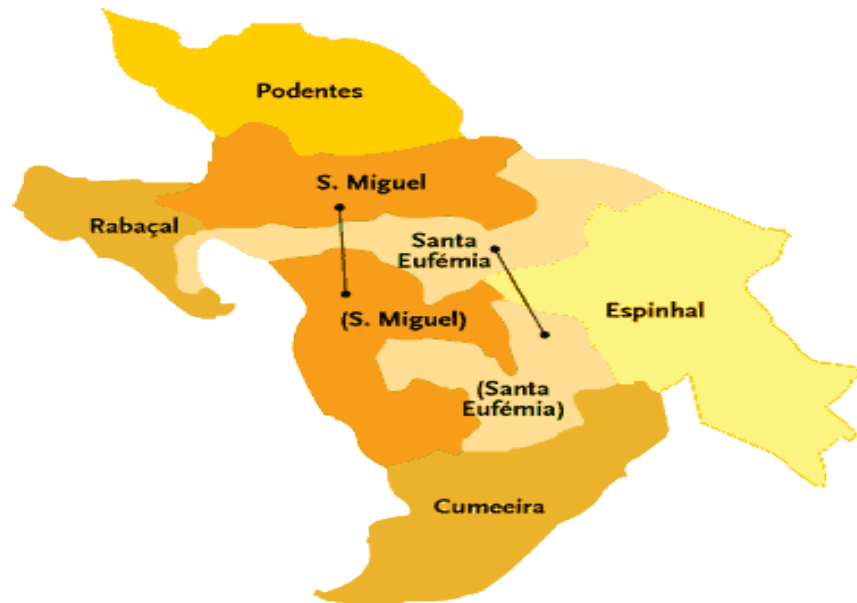 Podentes
S. Miguel
Rabaçal
Santa
Eufémia
Espinhal
(S. Miguel)
(Santa
Eufémia)
Cumeeira